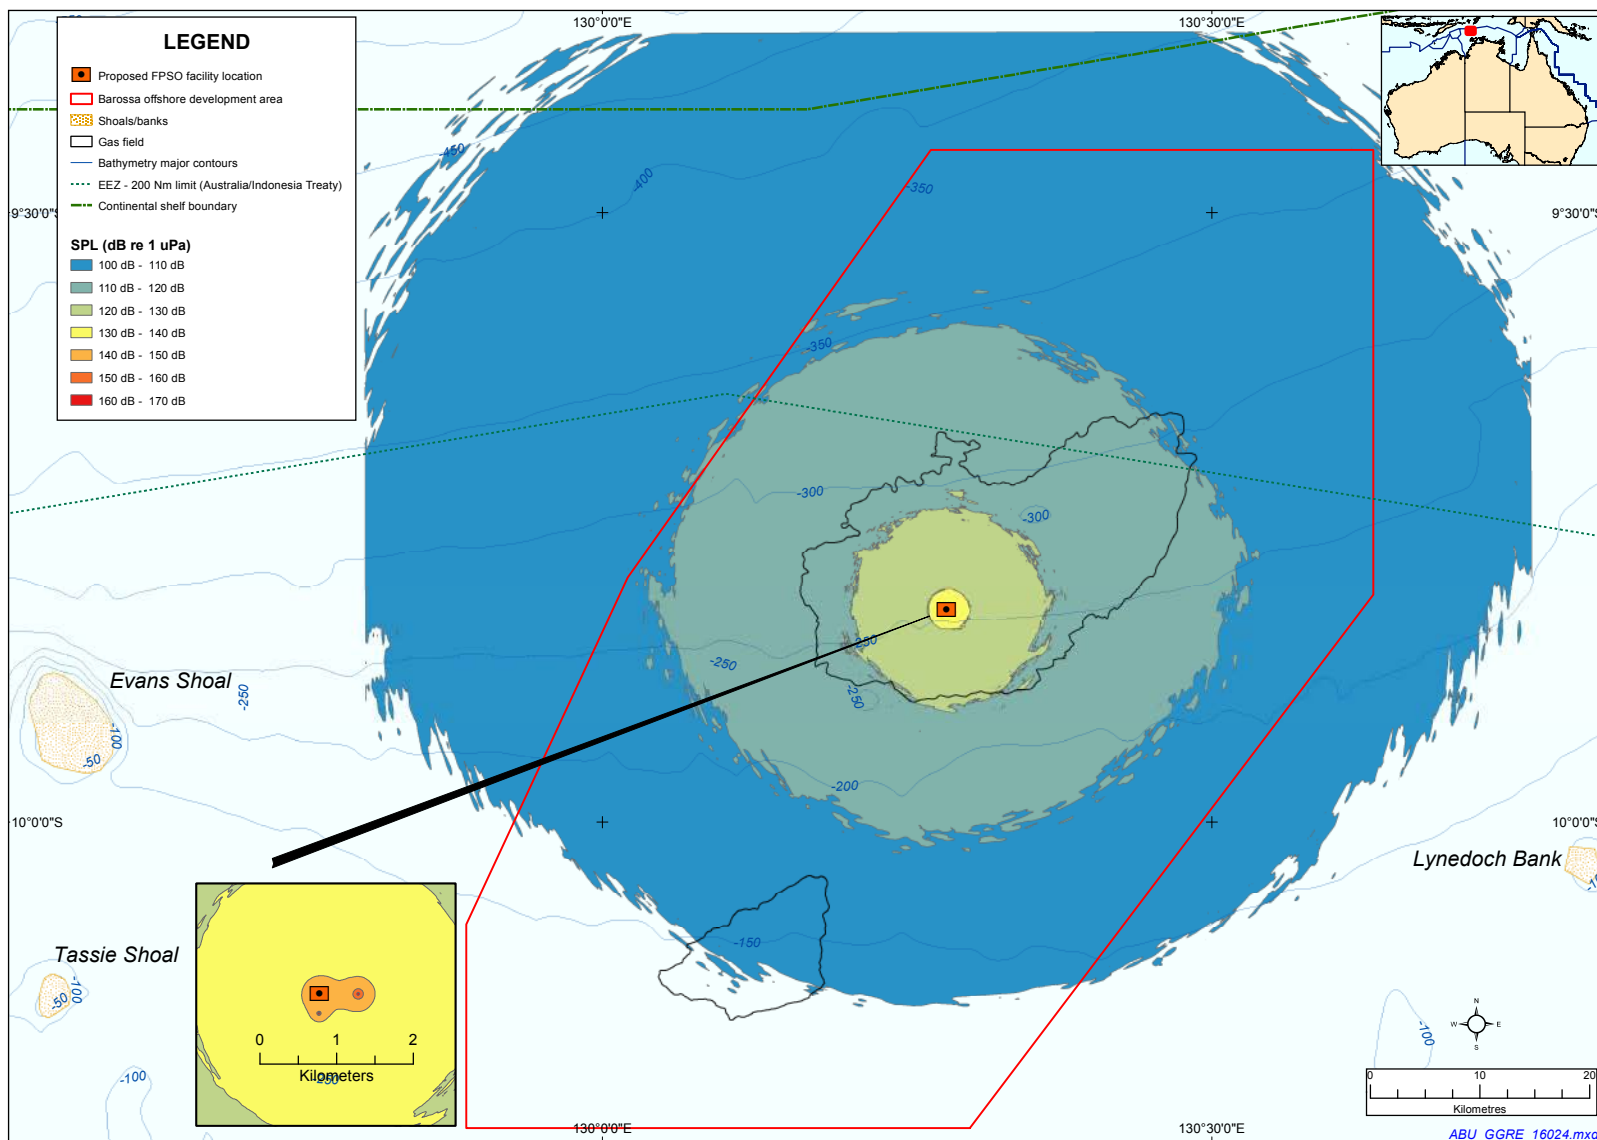 130°0'0"E
130°30'0"E
LEGEND
Proposed FPSO facility location
Barossa offshore development area
Shoals/banks
Gas field
Bathymetry major contours
EEZ - 200 Nm limit (Australia/Indonesia Treaty)
Continental shelf boundary
SPL (dB re 1 uPa)
100 dB - 110 dB
110 dB - 120 dB
120 dB - 130 dB
130 dB - 140 dB
140 dB - 150 dB
150 dB - 160 dB
160 dB - 170 dB
-450
-400
-350
9°30'0"S
9°30'0"S
-350
-300
-300
-250
-250
-250
-250
Evans Shoal
-100
-50
-200
10°0'0"S
10°0'0"S
Lynedoch Bank
-150
Tassie Shoal
-100
-50
-100
0 1 2
Kilometers
-250
N
W E
S
-100
0 10 20
Kilometres
130°0'0"E
130°30'0"E
ABU_GGRE_16024.mxd